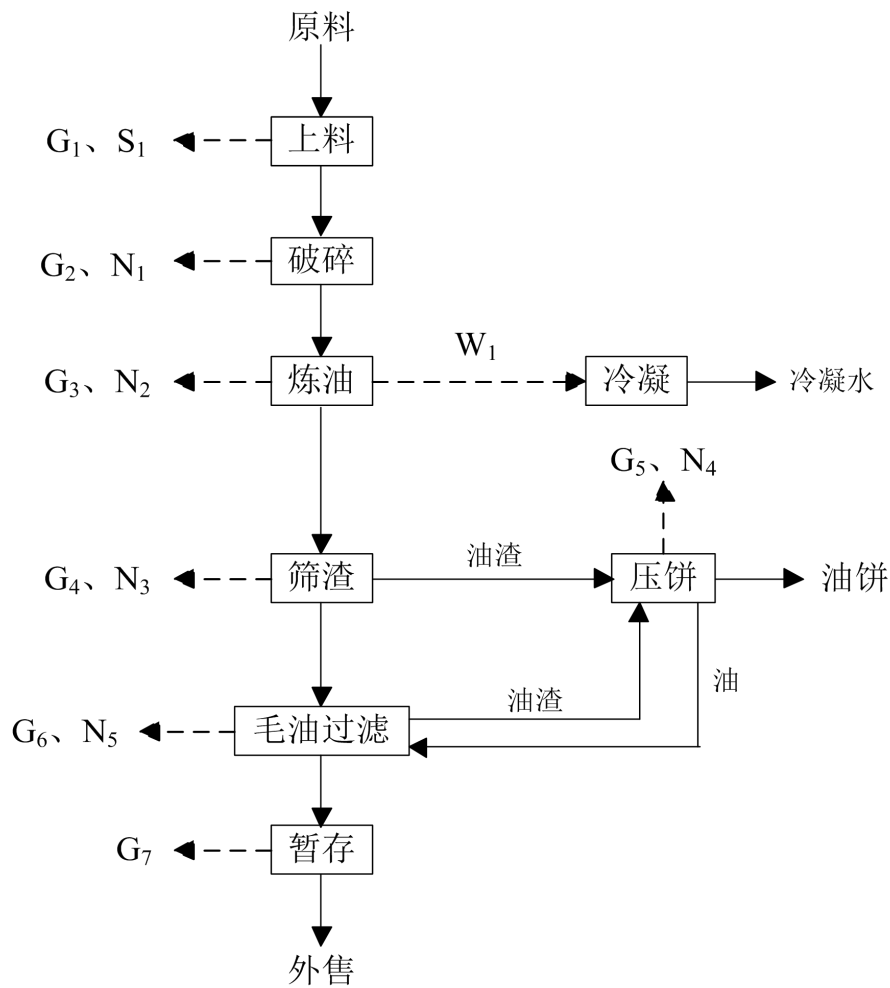 原料
G₁、S₁
上料
G₂、N₁
破碎
W₁
G₃、N₂
炼油
冷凝
冷凝水
G₅、N₄
G₄、N₃
筛渣
油渣
压饼
油饼
油
油渣
G₆、N₅
毛油过滤
G₇
暂存
外售